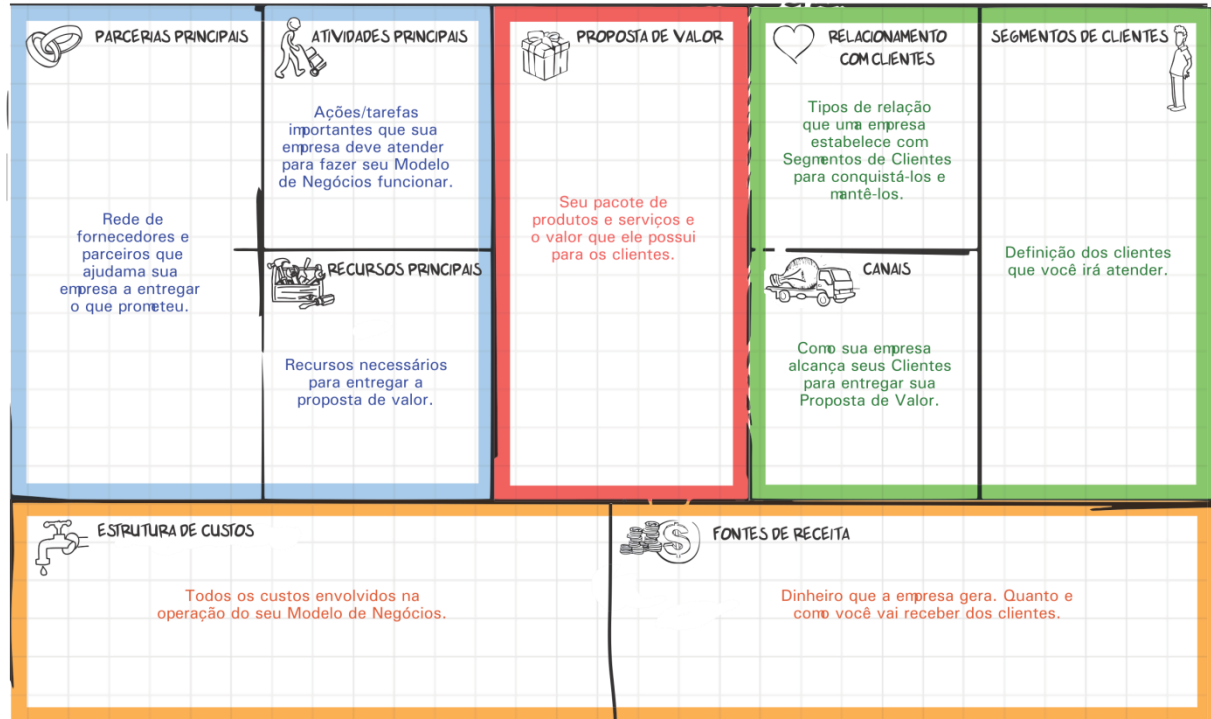 PARCERIAS PRINCIPAIS
Rede de
fornecedores e
parceiros que
ajudama sua
empresa a entregar
o que prometeu.
ATIVIDADES PRINCIPAIS
Ações/tarefas
importantes que sua
empresa deve atender
para fazer seu Modelo
de Negócios funcionar.
RECURSOS PRINCIPAIS
Recursos necessários
para entregar a
proposta de valor.
PROPOSTA DE VALOR
Seu pacote de
produtos e serviços e
o valor que ele possui
para os clientes.
RELACIONAMENTO
COM CLIENTES
Tipos de relação
que uma empresa
estabelece com
Segmentos de Clientes
para conquistá-los e
mantê-los.
CANAIS
Como sua empresa
alcança seus Clientes
para entregar sua
Proposta de Valor.
SEGMENTOS DE CLIENTES
Definição dos clientes
que você irá atender.
ESTRUTURA DE CUSTOS
Todos os custos envolvidos na
operação do seu Modelo de Negócios.
FONTES DE RECEITA
Dinheiro que a empresa gera. Quanto e
como você vai receber dos clientes.